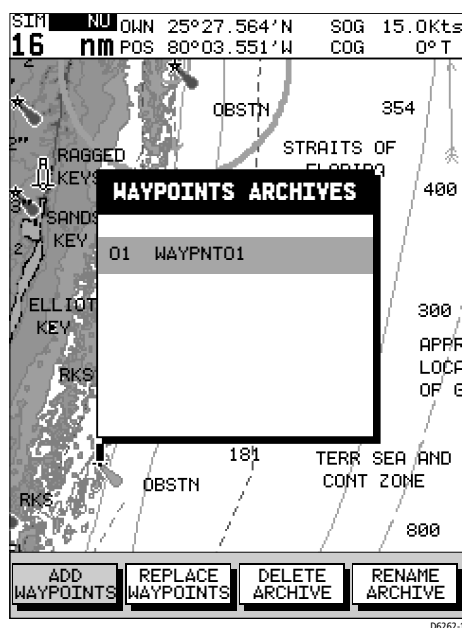 SIM NU OWN 25°27.564'N SOG 15.0Kts
16 nm POS 80°03.551'W COG 0°T
2
OBSTN 354
STRAITS OF
RAGGED
KEYS
400
WAYPOINTS ARCHIVES
SANDS
KEY
2
01 WAYPNT01
ELLIOT
KEY
300
APPR
LOCA
OF G
RKS
181
TERR SEA AND
CONT ZONE
OBSTN
RKS
800
ADD WAYPOINTS
REPLACE WAYPOINTS
DELETE ARCHIVE
RENAME ARCHIVE